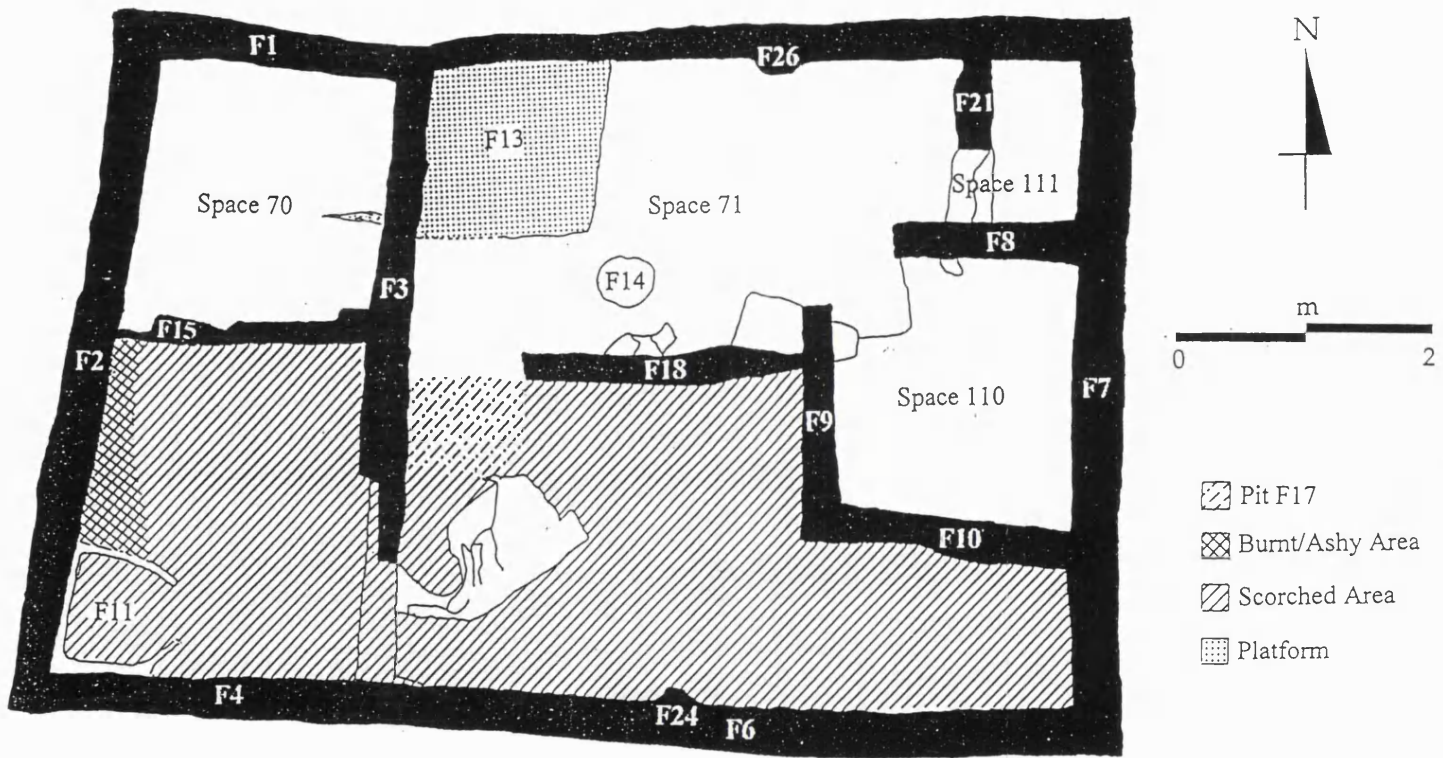 F1
F26
N
F21
F13
Space 70
Space 71
Space 111
F8
F14
F3
F15
m
F2
F18
0
2
Space 110
F7
F9
Pit F17
F10
Burnt/Ashy Area
F11
Scorched Area
Platform
F4
F24
F6